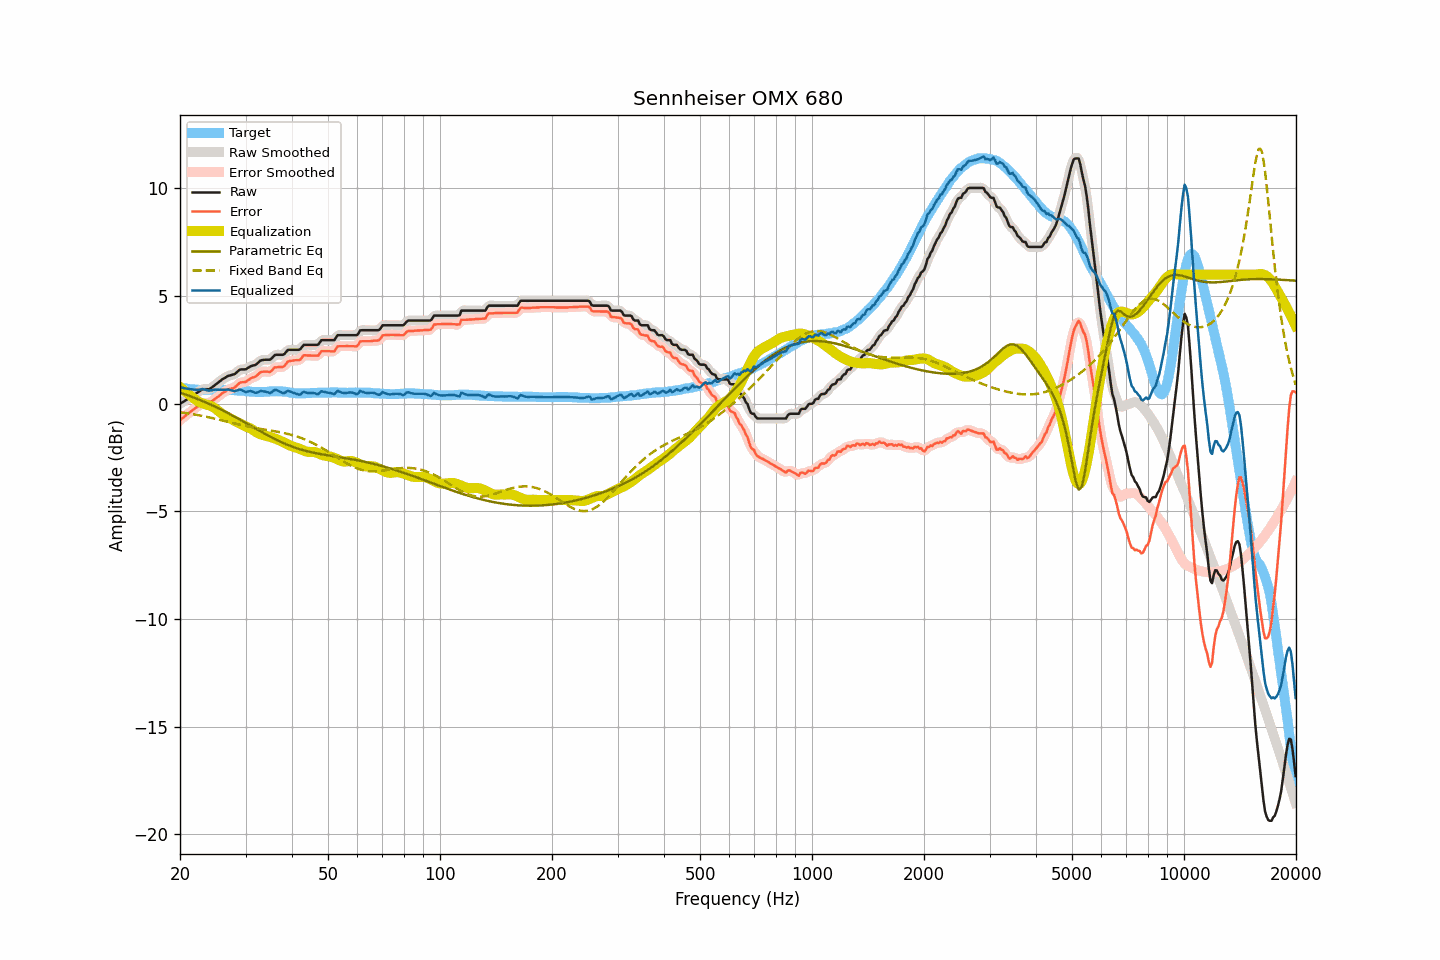 Sennheiser OMX 680
Target
Raw Smoothed
Error Smoothed
Raw
Error
Equalization
Parametric Eq
Fixed Band Eq
Equalized
10
5
0
−5
−10
−15
−20
Amplitude (dBr)
20 50 100 200 500 1000 2000 5000 10000 20000
Frequency (Hz)